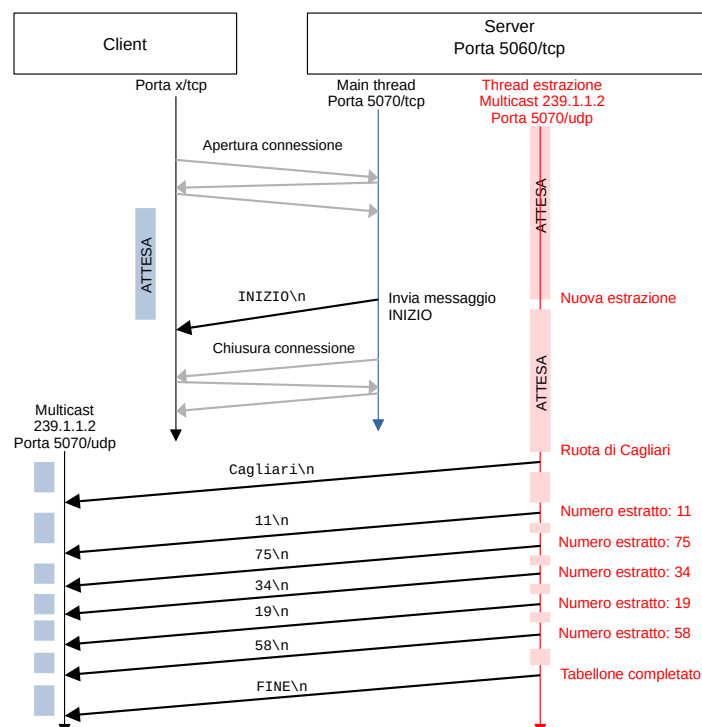 Client
Server
Porta 5060/tcp
Porta x/tcp
Main thread
Porta 5070/tcp
Thread estrazione
Multicast 239.1.1.2
Porta 5070/udp
Apertura connessione
ATTESA
ATTESA
INIZIO\n
Invia messaggio
INIZIO
Nuova estrazione
Chiusura connessione
ATTESA
Multicast
239.1.1.2
Porta 5070/udp
Ruota di Cagliari
Cagliari\n
Numero estratto: 11
11\n
Numero estratto: 75
75\n
Numero estratto: 34
34\n
Numero estratto: 19
19\n
Numero estratto: 58
58\n
Tabellone completato
FINE\n